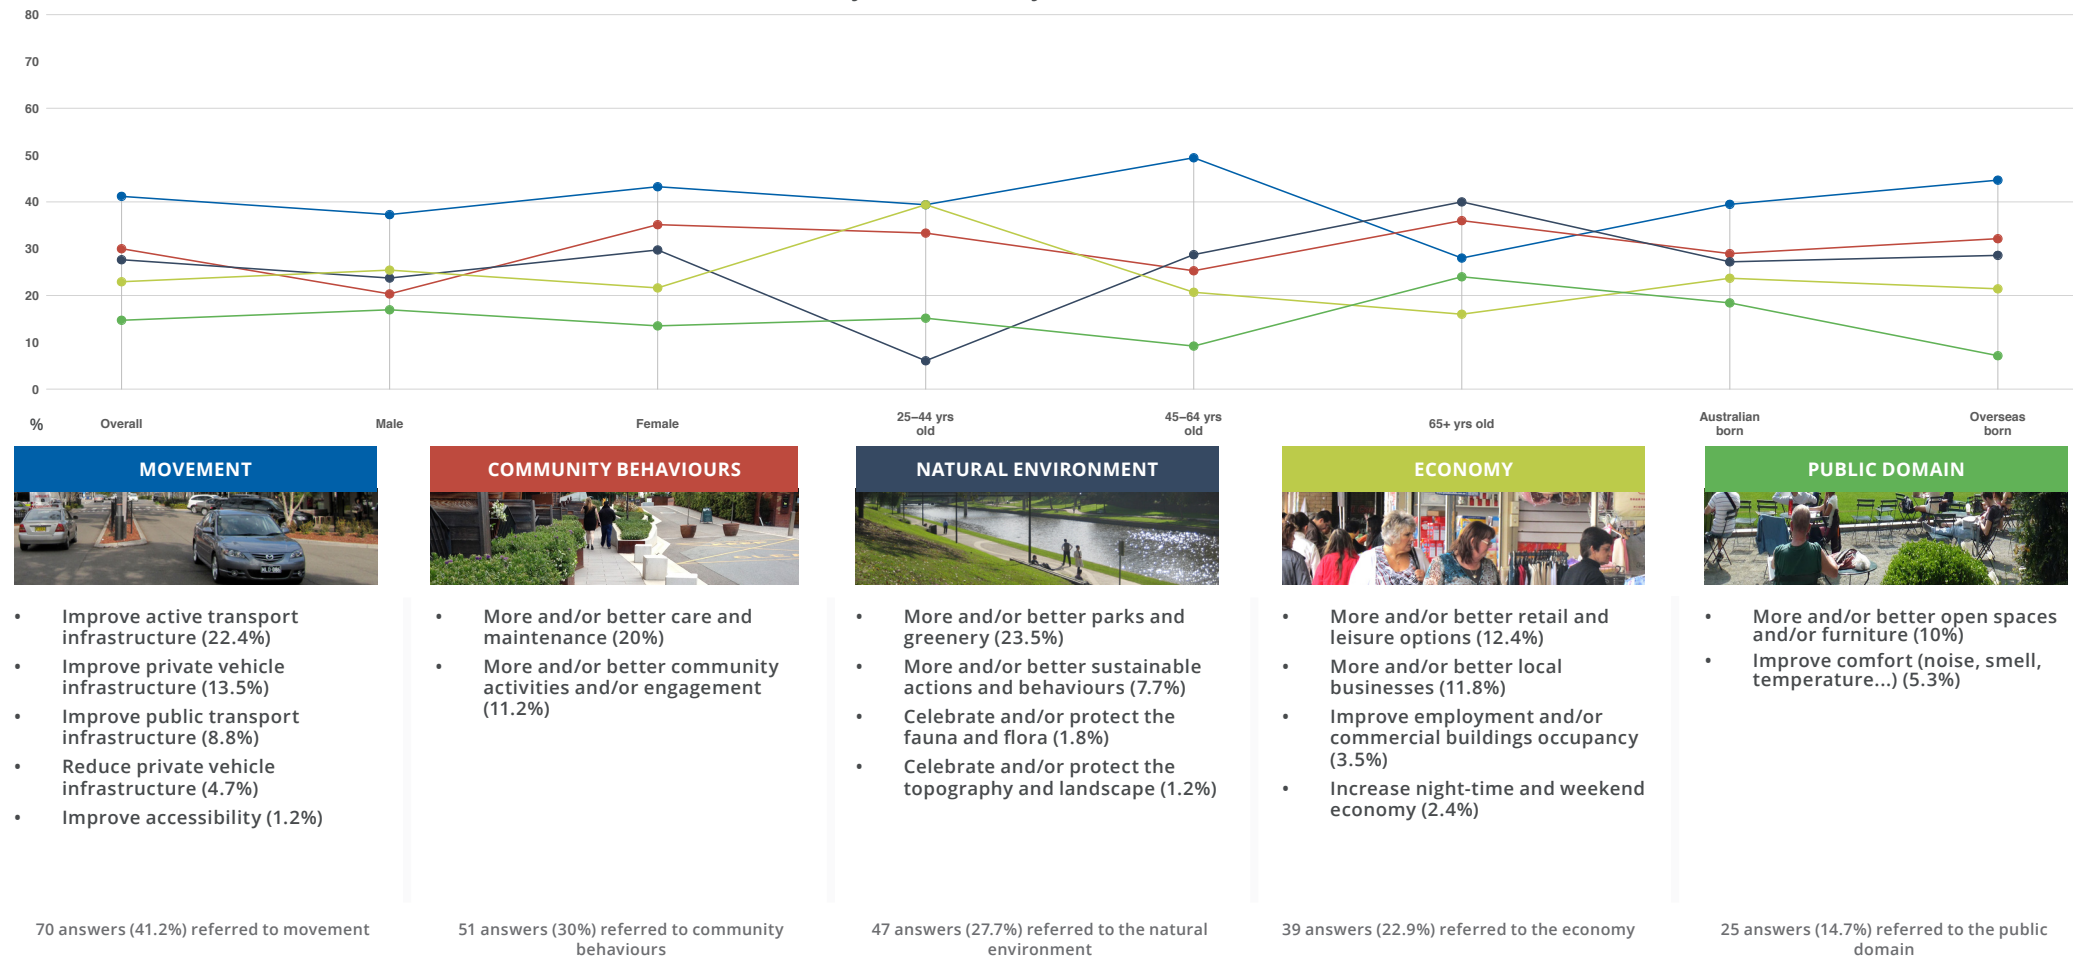 80
70
60
50
40
30
20
10
0
%
Overall
Male
Female
25–44 yrs
old
45–64 yrs
old
65+ yrs old
Australian
born
Overseas
born
MOVEMENT
• Improve active transport
infrastructure (22.4%)
• Improve private vehicle
infrastructure (13.5%)
• Improve public transport
infrastructure (8.8%)
• Reduce private vehicle
infrastructure (4.7%)
• Improve accessibility (1.2%)
70 answers (41.2%) referred to movement
COMMUNITY BEHAVIOURS
• More and/or better care and
maintenance (20%)
• More and/or better community
activities and/or engagement
(11.2%)
51 answers (30%) referred to community
behaviours
NATURAL ENVIRONMENT
• More and/or better parks and
greenery (23.5%)
• More and/or better sustainable
actions and behaviours (7.7%)
• Celebrate and/or protect the
fauna and flora (1.8%)
• Celebrate and/or protect the
topography and landscape (1.2%)
47 answers (27.7%) referred to the natural
environment
ECONOMY
• More and/or better retail and
leisure options (12.4%)
• More and/or better local
businesses (11.8%)
• Improve employment and/or
commercial buildings occupancy
(3.5%)
• Increase night-time and weekend
economy (2.4%)
39 answers (22.9%) referred to the economy
PUBLIC DOMAIN
• More and/or better open spaces
and/or furniture (10%)
• Improve comfort (noise, smell,
temperature...) (5.3%)
25 answers (14.7%) referred to the public
domain